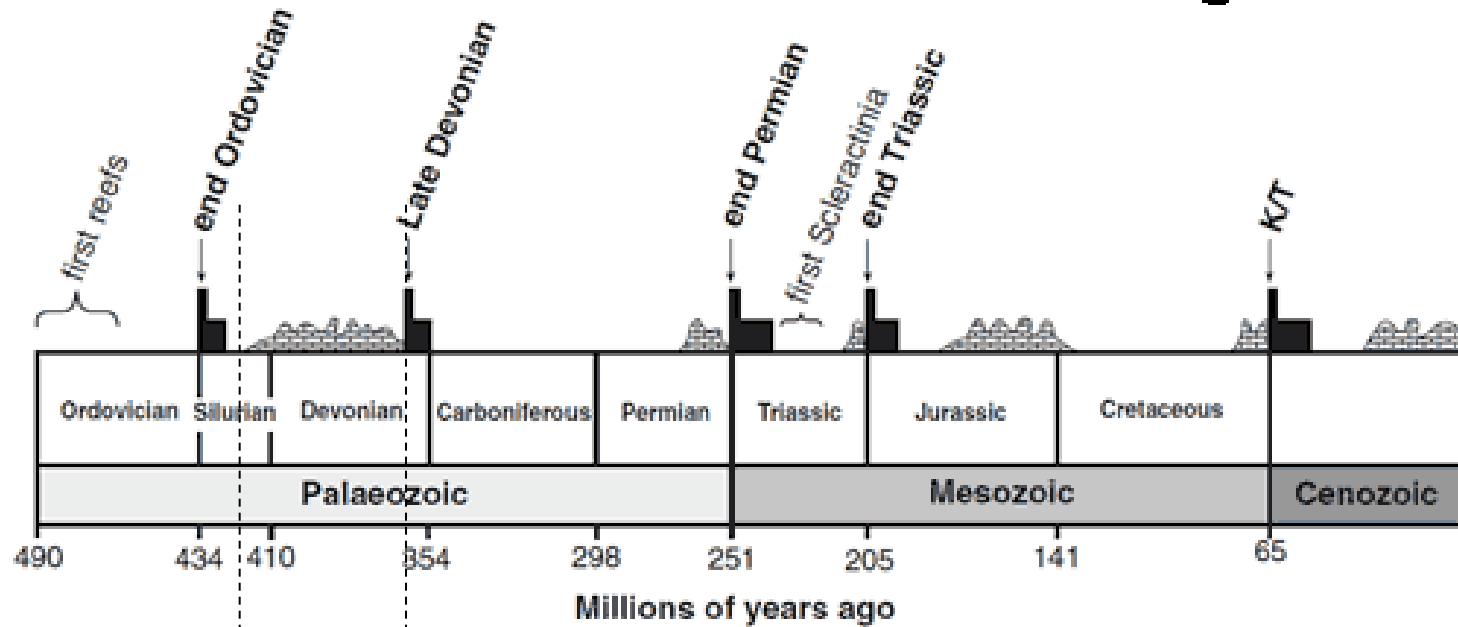 first reefs
end Ordovician
Late Devonian
end Permian
first Scleractinia
end Triassic
K/T
Ordovician Silurian Devonian Carboniferous Permian Triassic Jurassic Cretaceous
Palaeozoic Mesozoic Cenozoic
490 434 410 354 298 251 205 141 65
Millions of years ago